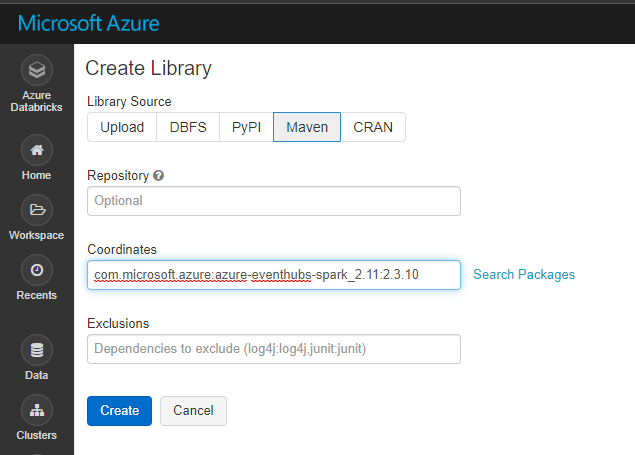 Microsoft Azure
Azure
Databricks
Home
Workspace
Recents
Data
Clusters
Create Library
Library Source
Upload DBFS PyPI Maven CRAN
Repository ?
Optional
Coordinates
com.microsoft.azure:azure-eventhubs-spark_2.11:2.3.10 Search Packages
Exclusions
Dependencies to exclude (log4j:log4j,junit:junit)
Create Cancel